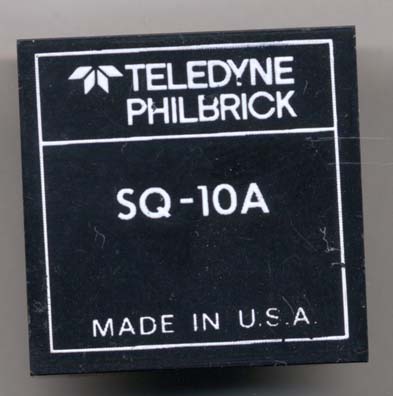 TELEDYNE
PHILBRICK
SQ-10A
MADE IN U.S.A.